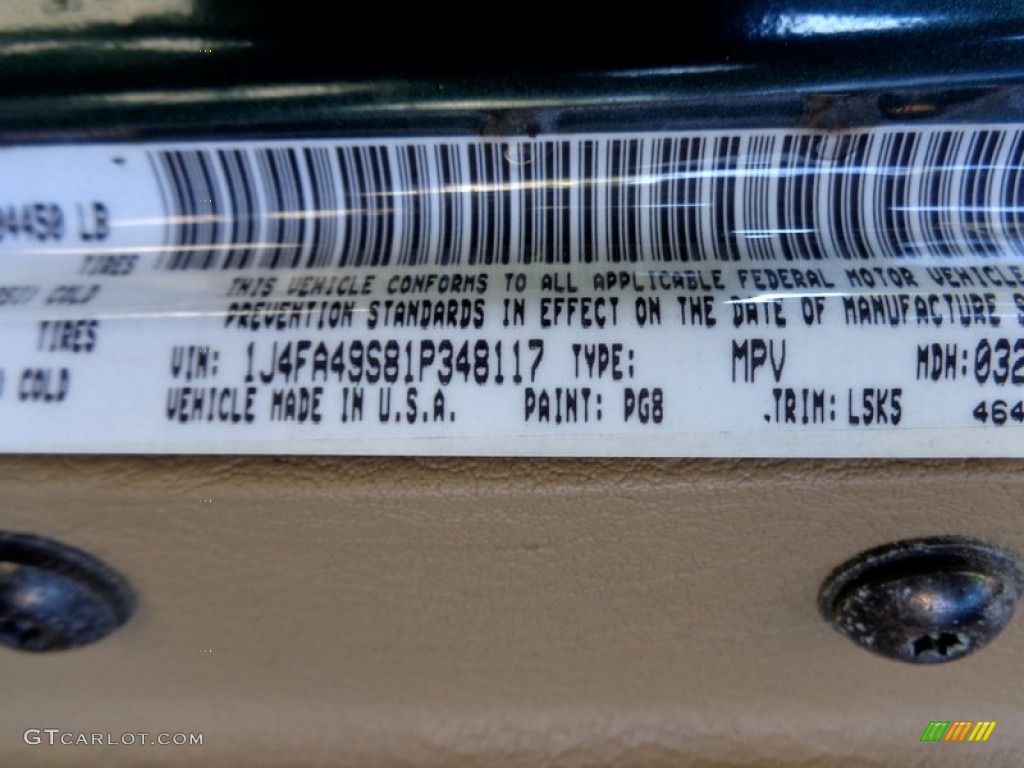 04450 LB
TIRES
COLD
THIS VEHICLE CONFORMS TO ALL APPLICABLE FEDERAL MOTOR VEHICLE
PREVENTION STANDARDS IN EFFECT ON THE DATE OF MANUFACTURE S
TIRES
VIN: 1J4FA49S81P348117 TYPE: MPV MDH:032
COLD
VEHICLE MADE IN U.S.A. PAINT: PG8 .TRIM: L5K5 464
GTCARLOT.COM